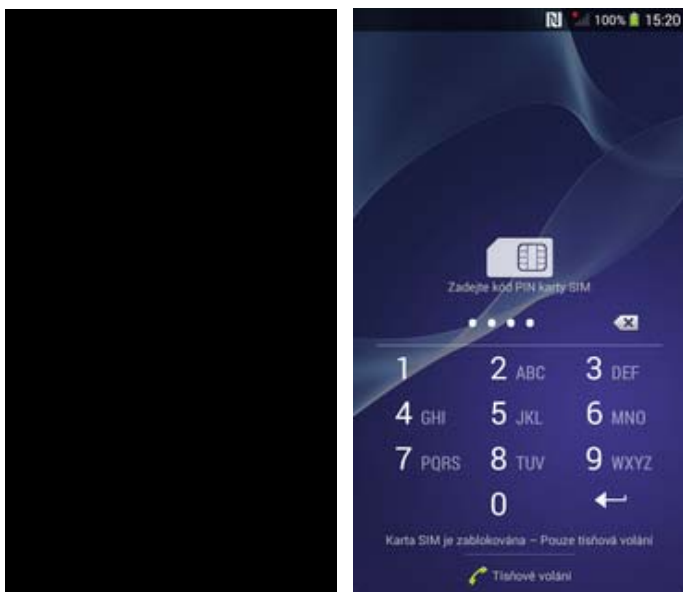 100% 15:20
Zadejte kód PIN karty SIM
1 2 ABC 3 DEF
4 GHI 5 JKL 6 MNO
7 PQRS 8 TUV 9 WXYZ
0
Karta SIM je zablokována – Pouze tísňová volání
Tísňové volání